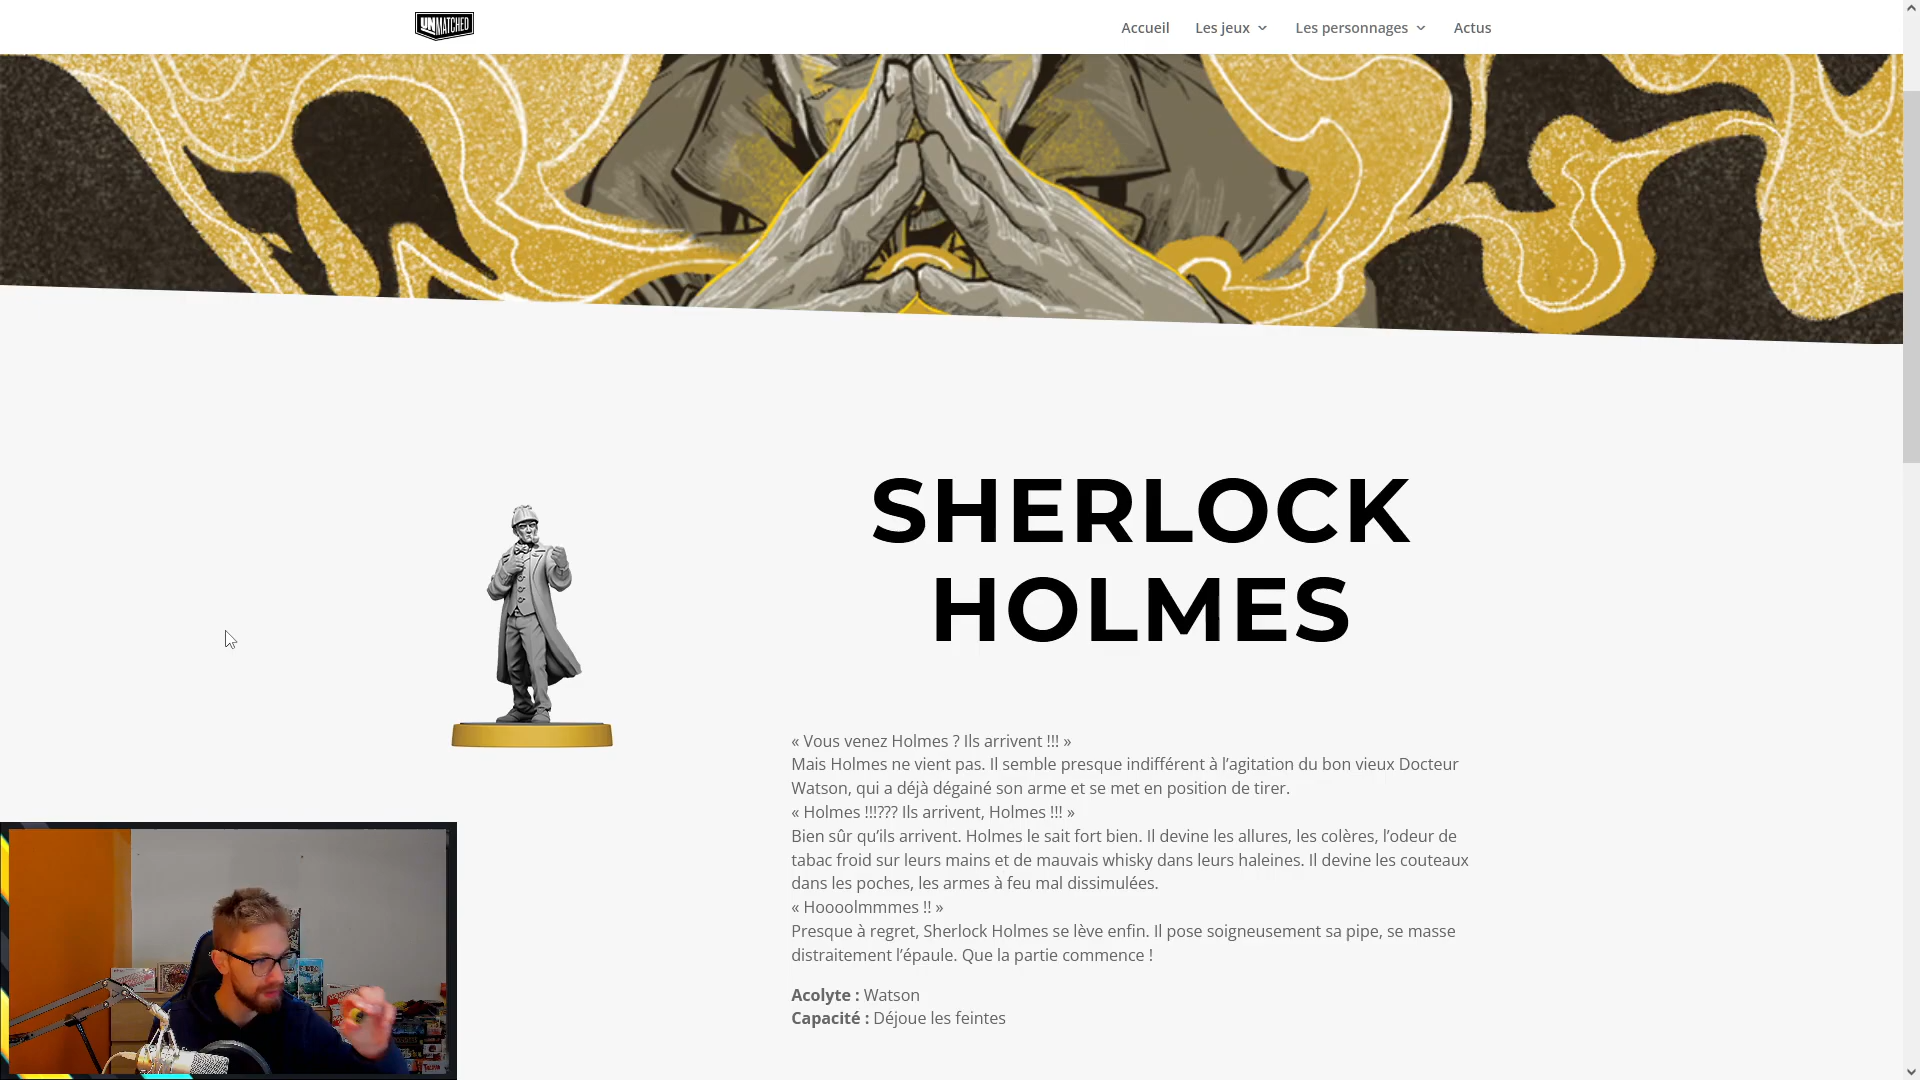 UNMATCHED
Accueil
Les jeux
Les personnages
Actus
SHERLOCK
HOLMES
« Vous venez Holmes ? Ils arrivent !!! »
Mais Holmes ne vient pas. Il semble presque indifférent à l’agitation du bon vieux Docteur
Watson, qui a déjà dégainé son arme et se met en position de tirer.
« Holmes !!!??? Ils arrivent, Holmes !!! »
Bien sûr qu’ils arrivent. Holmes le sait fort bien. Il devine les allures, les colères, l’odeur de
tabac froid sur leurs mains et de mauvais whisky dans leurs haleines. Il devine les couteaux
dans les poches, les armes à feu mal dissimulées.
« Hoooolmmmes !! »
Presque à regret, Sherlock Holmes se lève enfin. Il pose soigneusement sa pipe, se masse
distraitement l’épaule. Que la partie commence !
Acolyte : Watson
Capacité : Déjoue les feintes